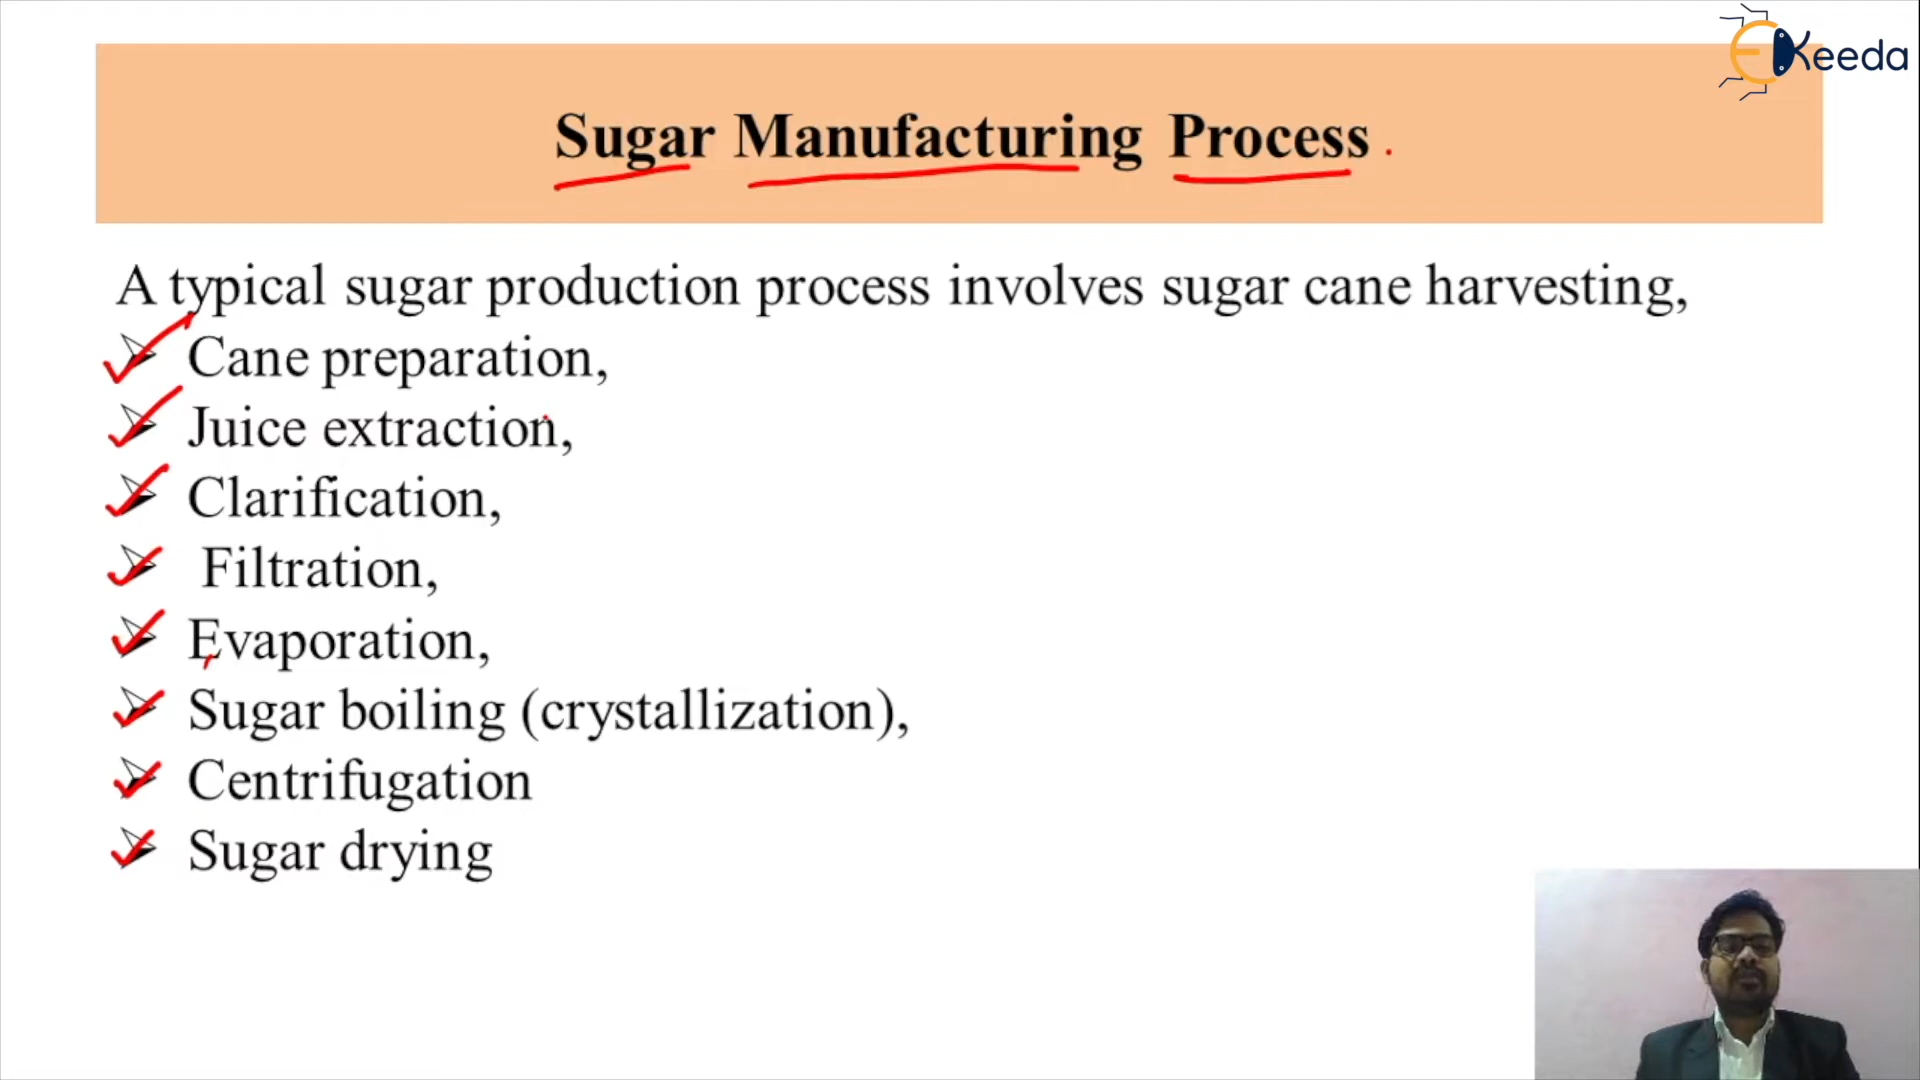 EKeeda
Sugar Manufacturing Process
A typical sugar production process involves sugar cane harvesting,
Cane preparation,
Juice extraction,
Clarification,
Filtration,
Evaporation,
Sugar boiling (crystallization),
Centrifugation
Sugar drying